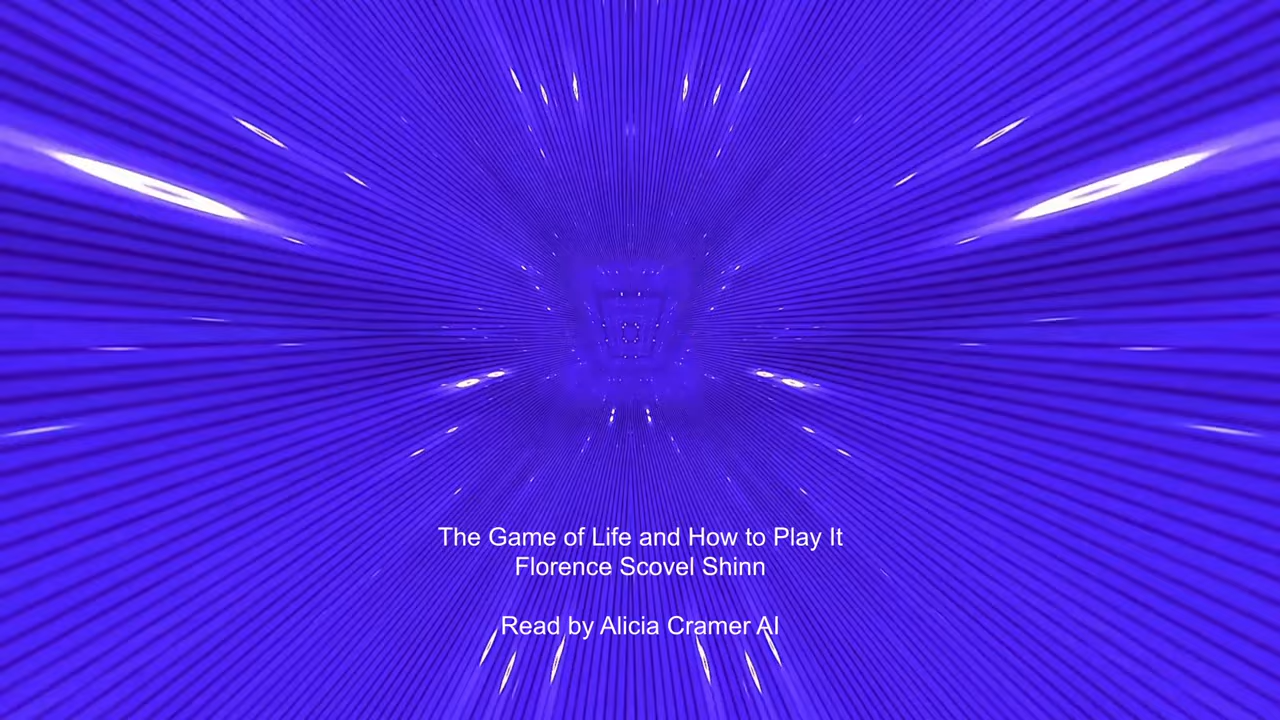 The Game of Life and How to Play It
Florence Scovel Shinn
Read by Alicia Cramer AI